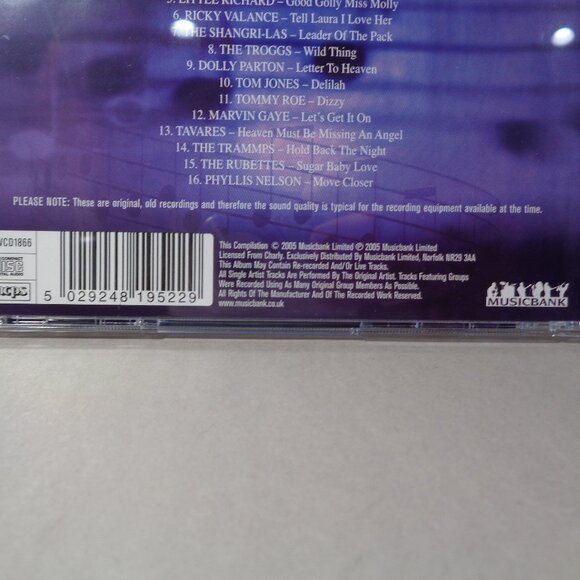 5. LITTLE RICHARD – Good Golly Miss Molly
6. RICKY VALANCE – Tell Laura I Love Her
7. THE SHANGRI-LAS – Leader Of The Pack
8. THE TROGGS – Wild Thing
9. DOLLY PARTON – Letter To Heaven
10. TOM JONES – Delilah
11. TOMMY ROE – Dizzy
12. MARVIN GAYE – Let's Get It On
13. TAVARES – Heaven Must Be Missing An Angel
14. THE TRAMMPS – Hold Back The Night
15. THE RUBETTES – Sugar Baby Love
16. PHYLLIS NELSON – Move Closer
PLEASE NOTE: These are original, old recordings and therefore the sound quality is typical for the recording equipment available at the time.
VCD1866
COMPACT
DISC
DIGITAL AUDIO
mcps
5 029248 195229
This Compilation © 2005 Musicbank Limited ℗ 2005 Musicbank Limited
Licensed From Charly. Exclusively Distributed By Musicbank Limited, Norfolk NR29 3AA
This Album May Contain Re-recorded And/Or Live Tracks.
All Single Artist Tracks Are Performed By The Original Artist. Tracks Featuring Groups
Were Recorded Using As Many Original Group Members As Possible.
All Rights Of The Manufacturer And Of The Recorded Work Reserved.
www.musicbank.co.uk
MUSICBANK